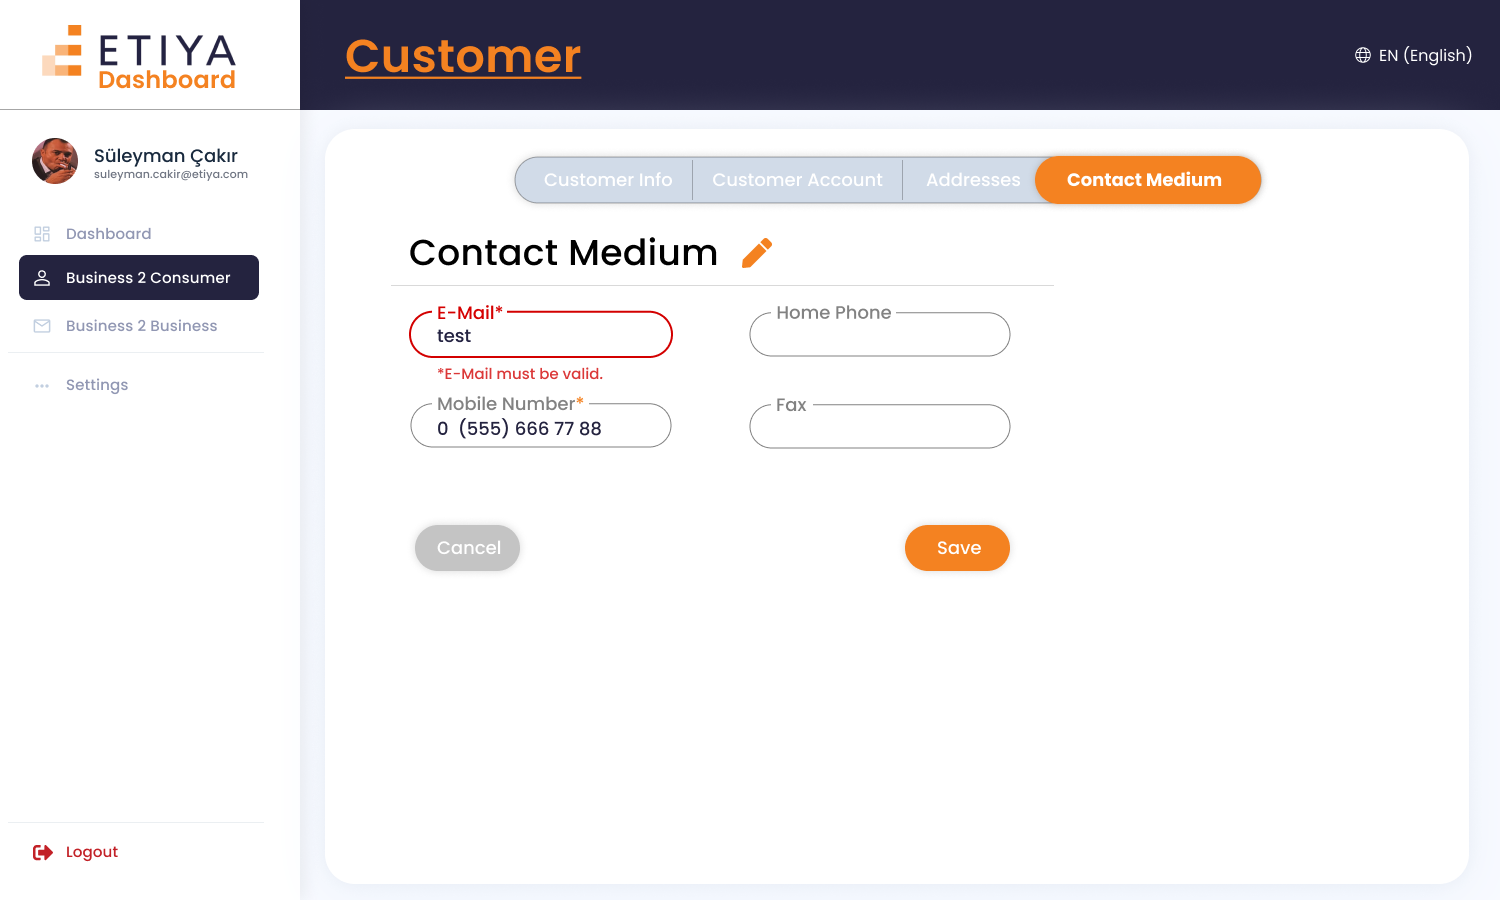 ETIYA
Dashboard
Customer
EN (English)
Süleyman Çakır
suleyman.cakir@etiya.com
Dashboard
Business 2 Consumer
Business 2 Business
Settings
Logout
Customer Info
Customer Account
Addresses
Contact Medium
Contact Medium
E-Mail*
test
*E-Mail must be valid.
Home Phone
Mobile Number*
0 (555) 666 77 88
Fax
Cancel
Save